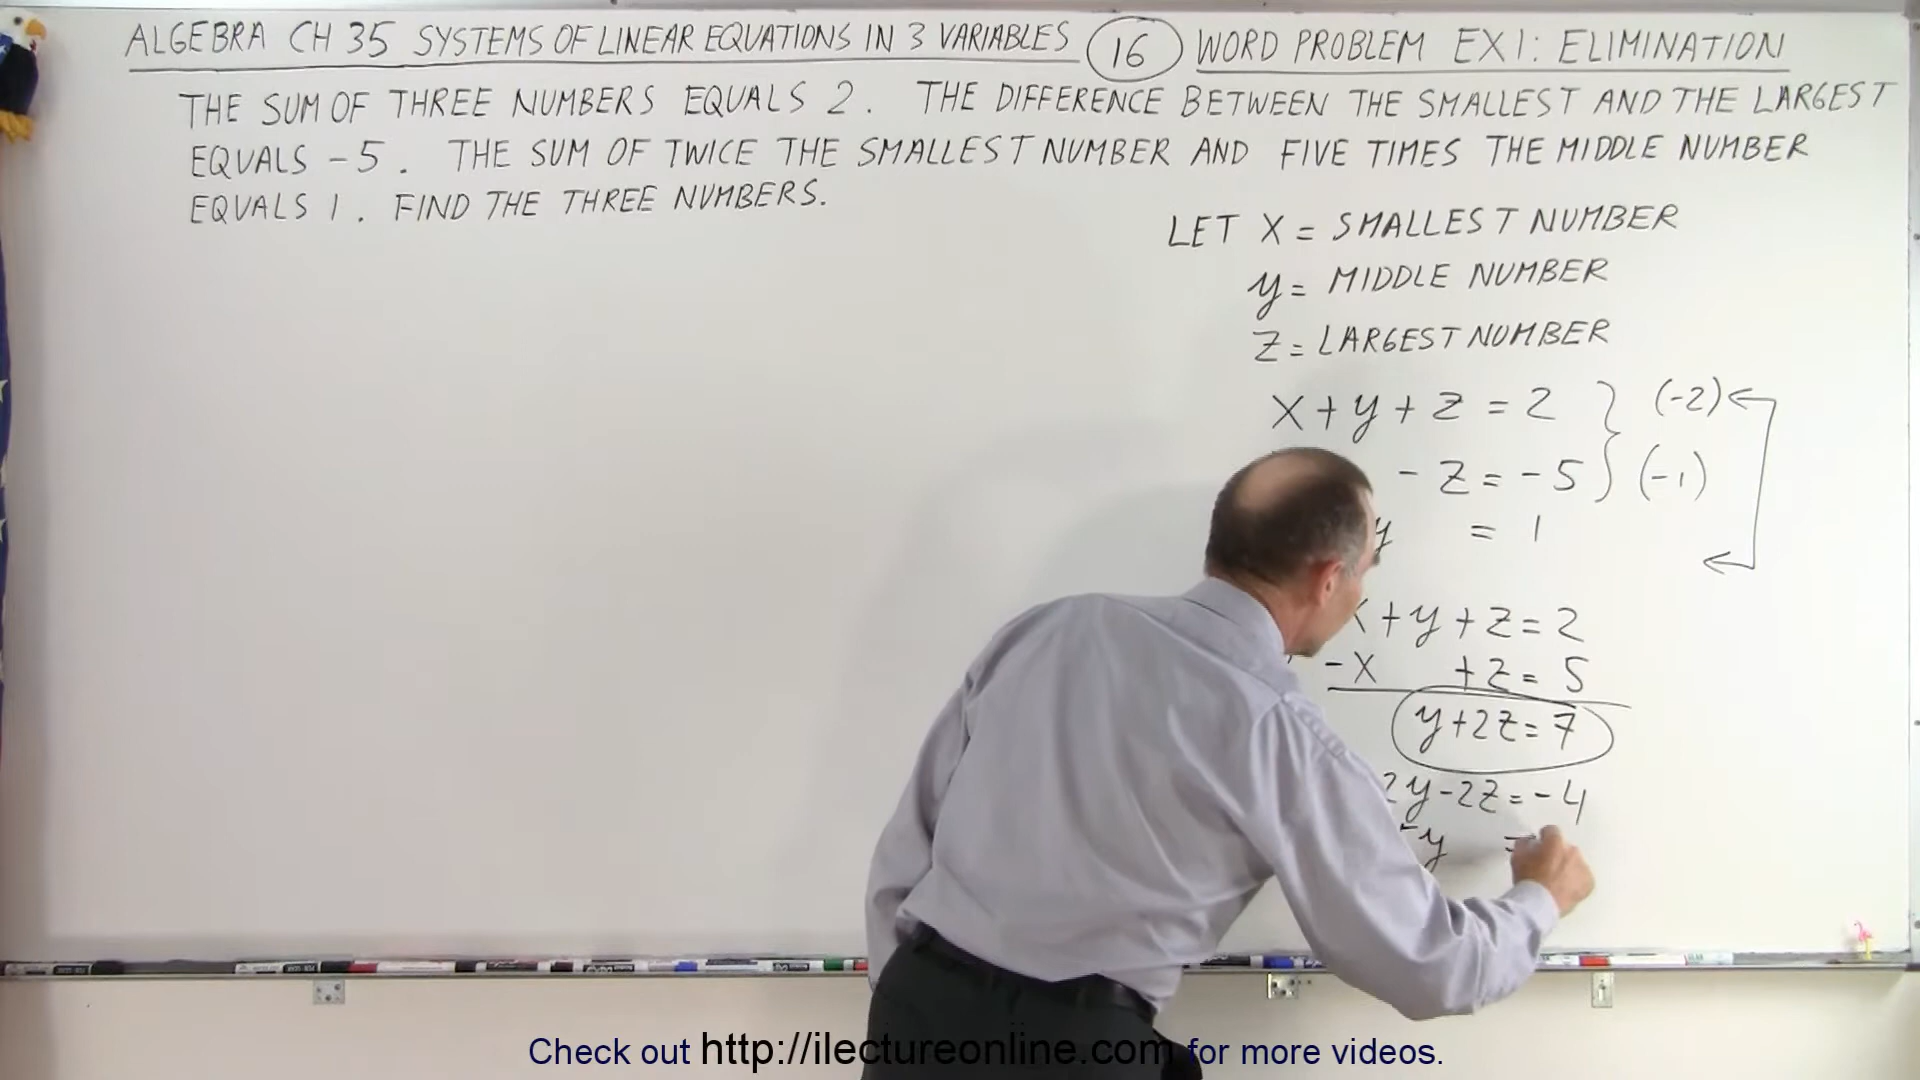 ALGEBRA CH 35 SYSTEMS OF LINEAR EQUATIONS IN 3 VARIABLES 16 WORD PROBLEM EX1: ELIMINATION
THE SUM OF THREE NUMBERS EQUALS 2. THE DIFFERENCE BETWEEN THE SMALLEST AND THE LARGEST
EQUALS -5. THE SUM OF TWICE THE SMALLEST NUMBER AND FIVE TIMES THE MIDDLE NUMBER
EQUALS 1. FIND THE THREE NUMBERS.
LET X = SMALLEST NUMBER
y = MIDDLE NUMBER
Z = LARGEST NUMBER
X + y + Z = 2 (-2)
- Z = -5 (-1)
y = 1
X + y + Z = 2
-X + Z = 5
y + 2Z = 7
2y - 2Z = -4
y =
Check out http://ilectureonline.com for more videos.